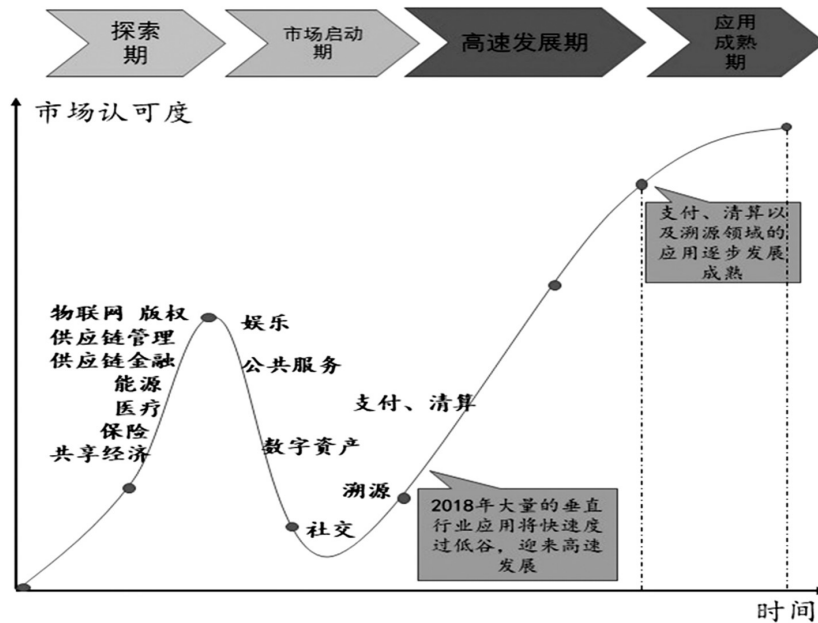 探索
期
市场启动
期
高速发展期
应用
成熟
期
市场认可度
支付、清算以
及溯源领域的
应用逐步发展
成熟
物联网 版权
供应链管理
供应链金融
能源
医疗
保险
共享经济
娱乐
公共服务
数字资产
社交
支付、清算
溯源
2018年大量的垂直
行业应用将快速度
过低谷，迎来高速
发展
时间